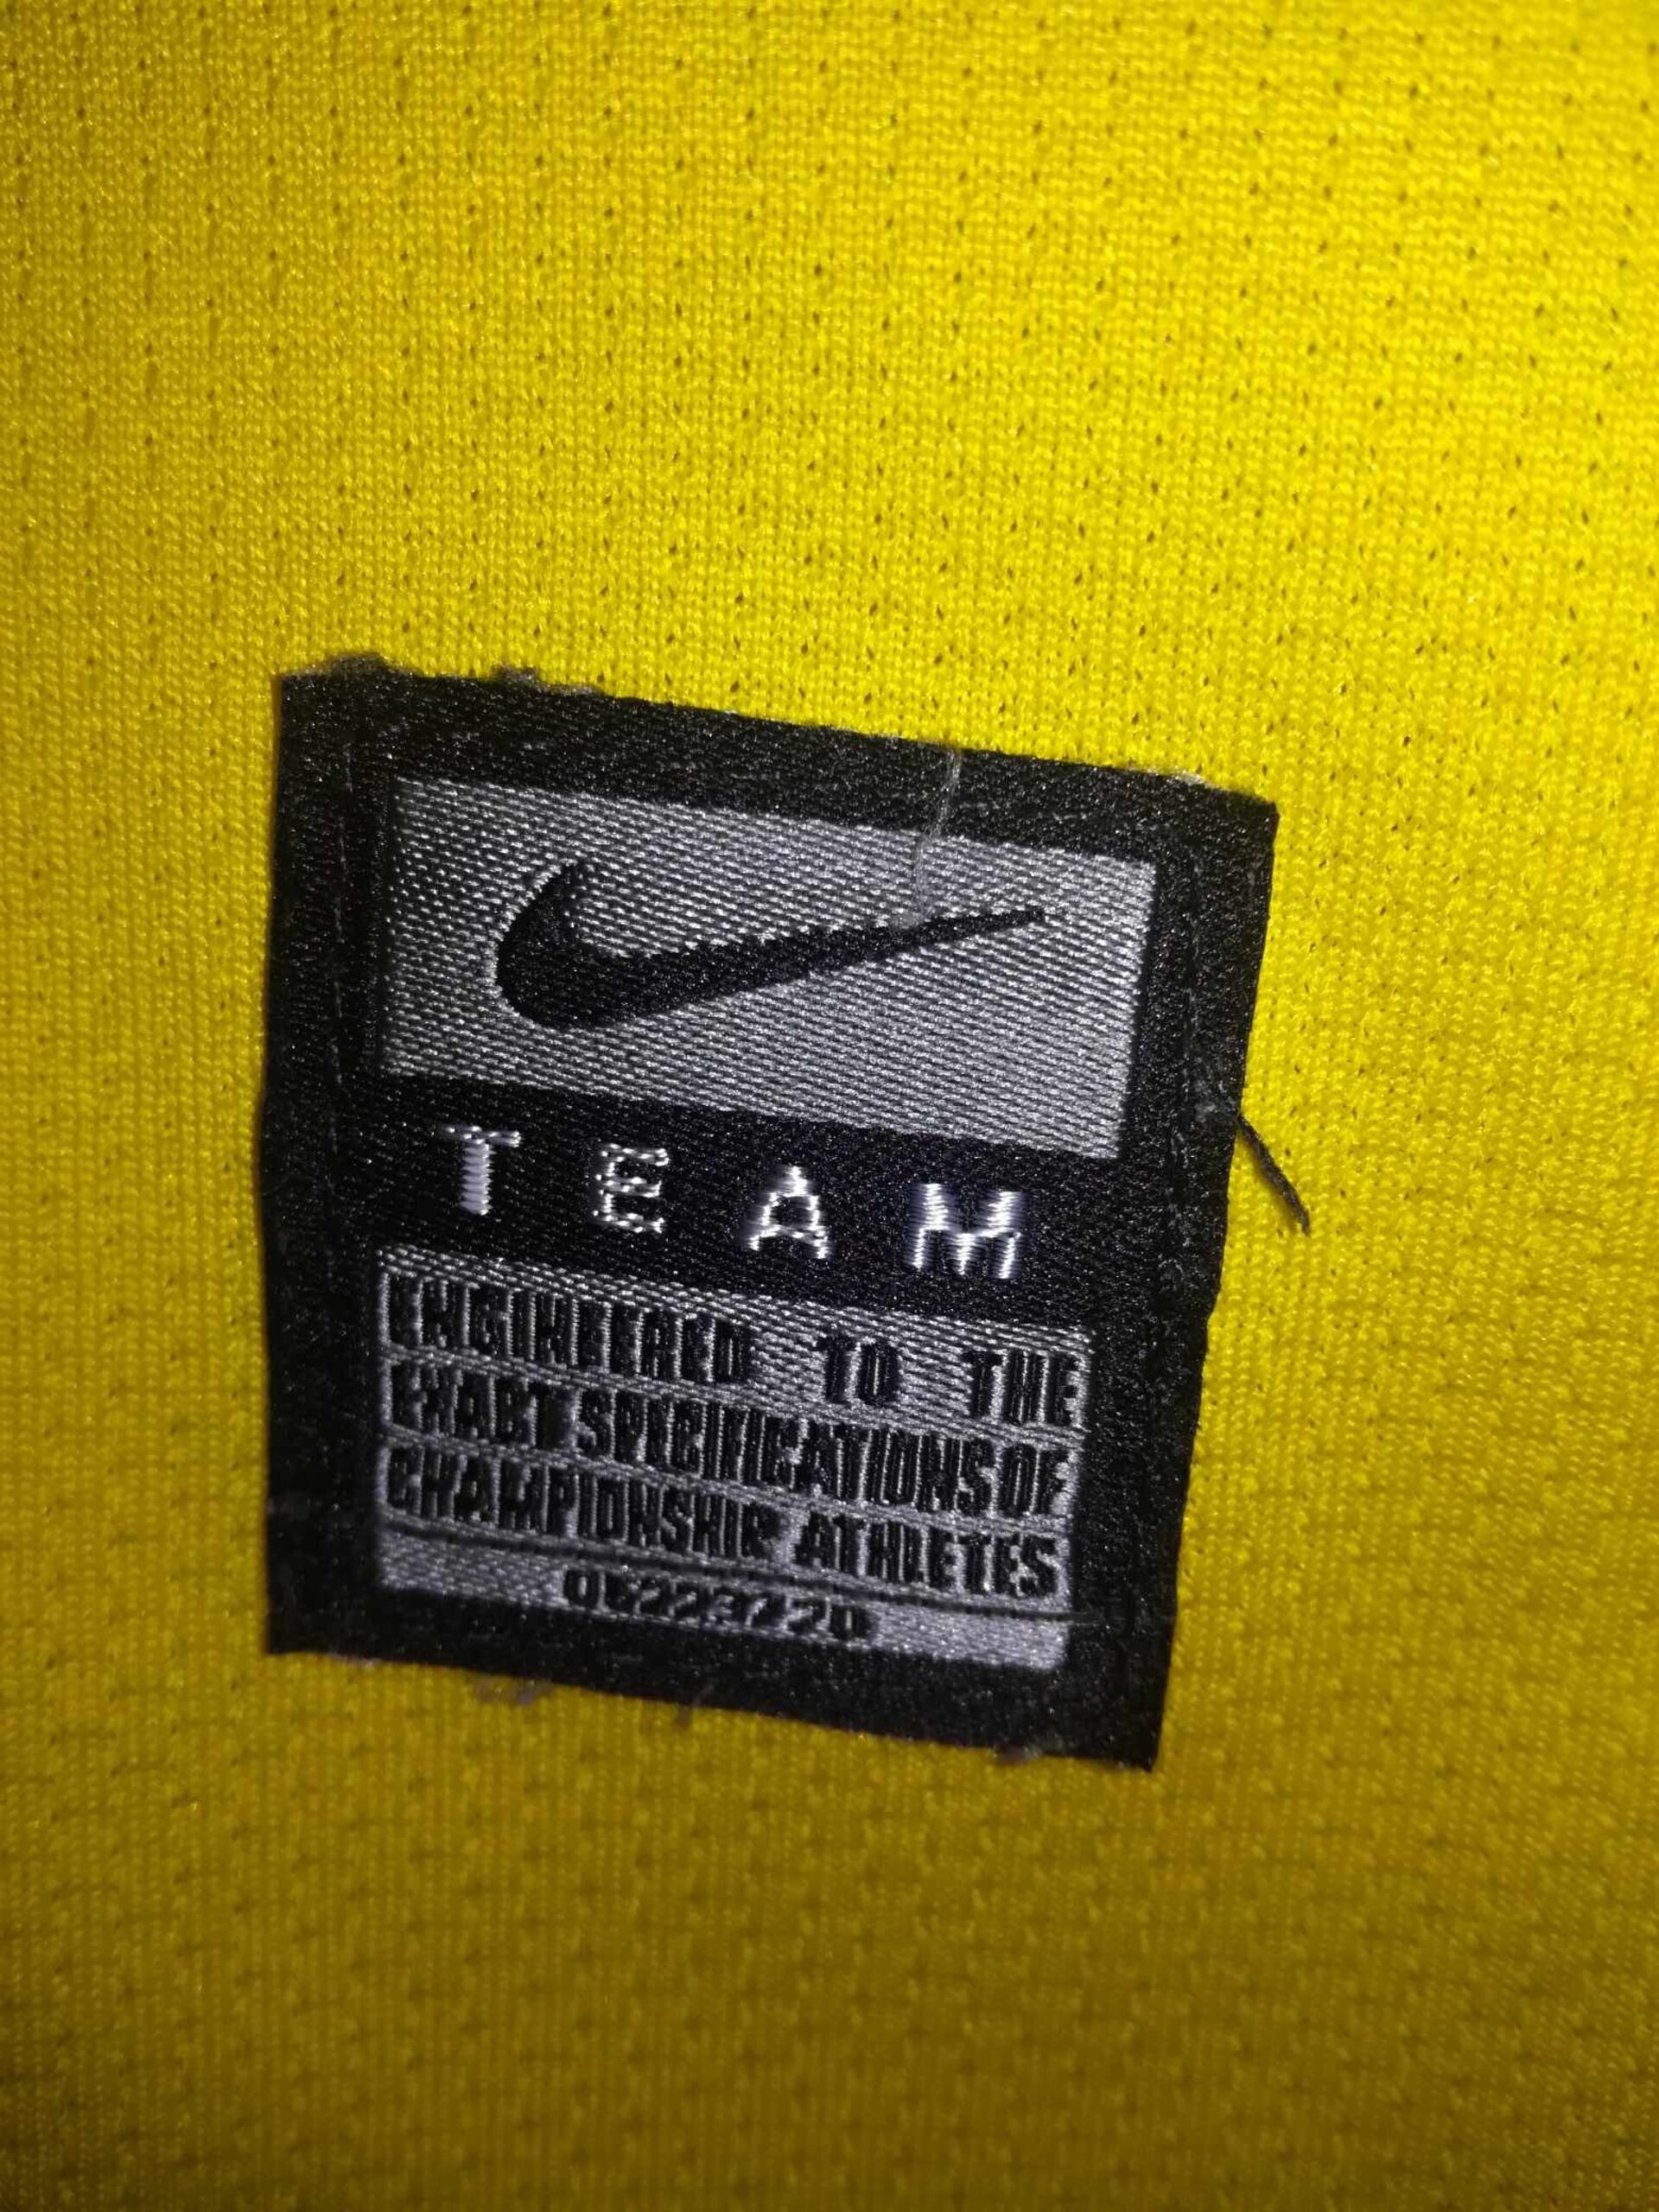 TEAM
ENGINEERED TO THE
EXACT SPECIFICATIONS OF
CHAMPIONSHIP ATHLETES